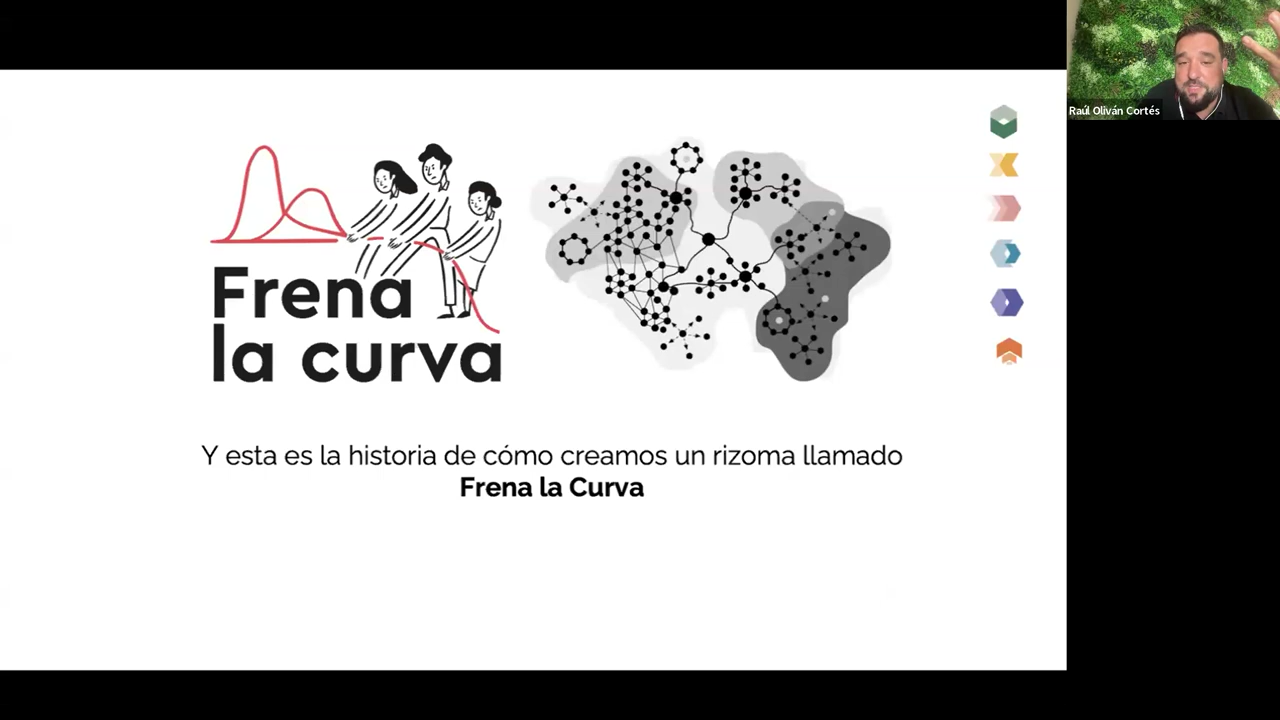 Raúl Oliván Cortés
Frena
la curva
Y esta es la historia de cómo creamos un rizoma llamado
Frena la Curva